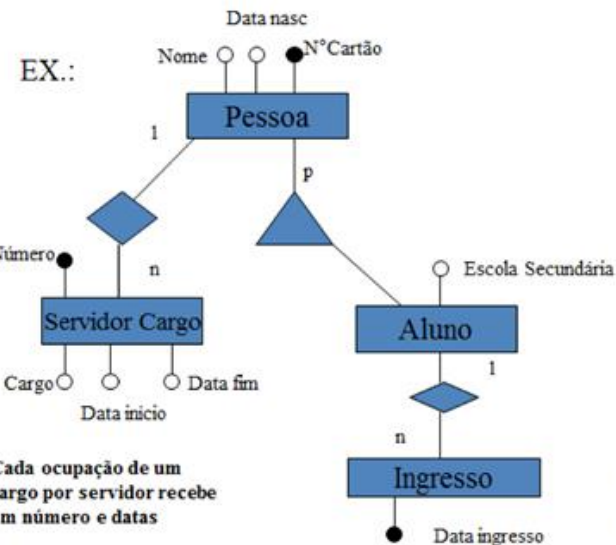 Data nasc
Nome
N°Cartão
EX.:
Pessoa
1
p
Número
n
Escola Secundária
Servidor Cargo
Aluno
1
Cargo
Data fim
Data inicio
n
Cada ocupação de um
cargo por servidor recebe
um número e datas
Ingresso
Data ingresso